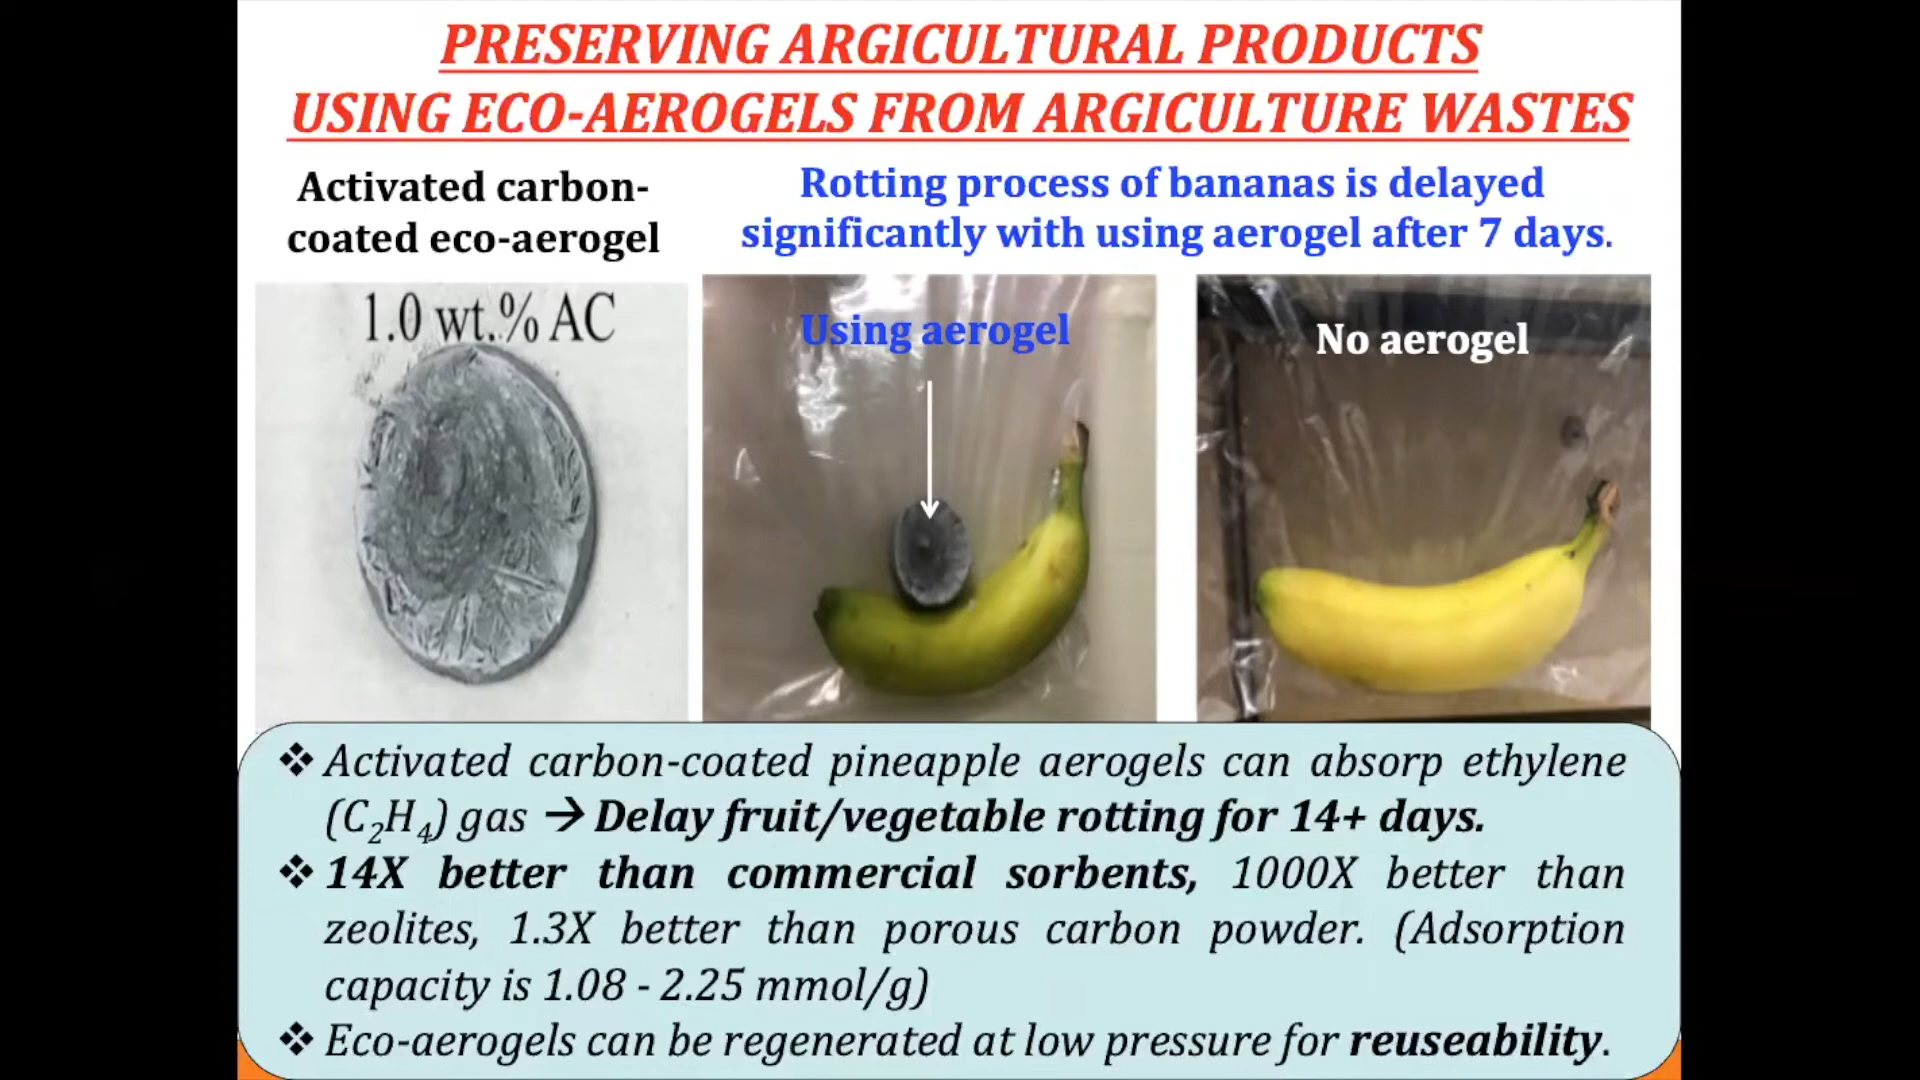 PRESERVING ARGICULTURAL PRODUCTS
USING ECO-AEROGELS FROM ARGICULTURE WASTES
Activated carbon-
coated eco-aerogel
Rotting process of bananas is delayed
significantly with using aerogel after 7 days.
1.0 wt.% AC
Using aerogel
No aerogel
❖ Activated carbon-coated pineapple aerogels can absorp ethylene
(C₂H₄) gas → Delay fruit/vegetable rotting for 14+ days.
❖ 14X better than commercial sorbents, 1000X better than
zeolites, 1.3X better than porous carbon powder. (Adsorption
capacity is 1.08 - 2.25 mmol/g)
❖ Eco-aerogels can be regenerated at low pressure for reuseability.